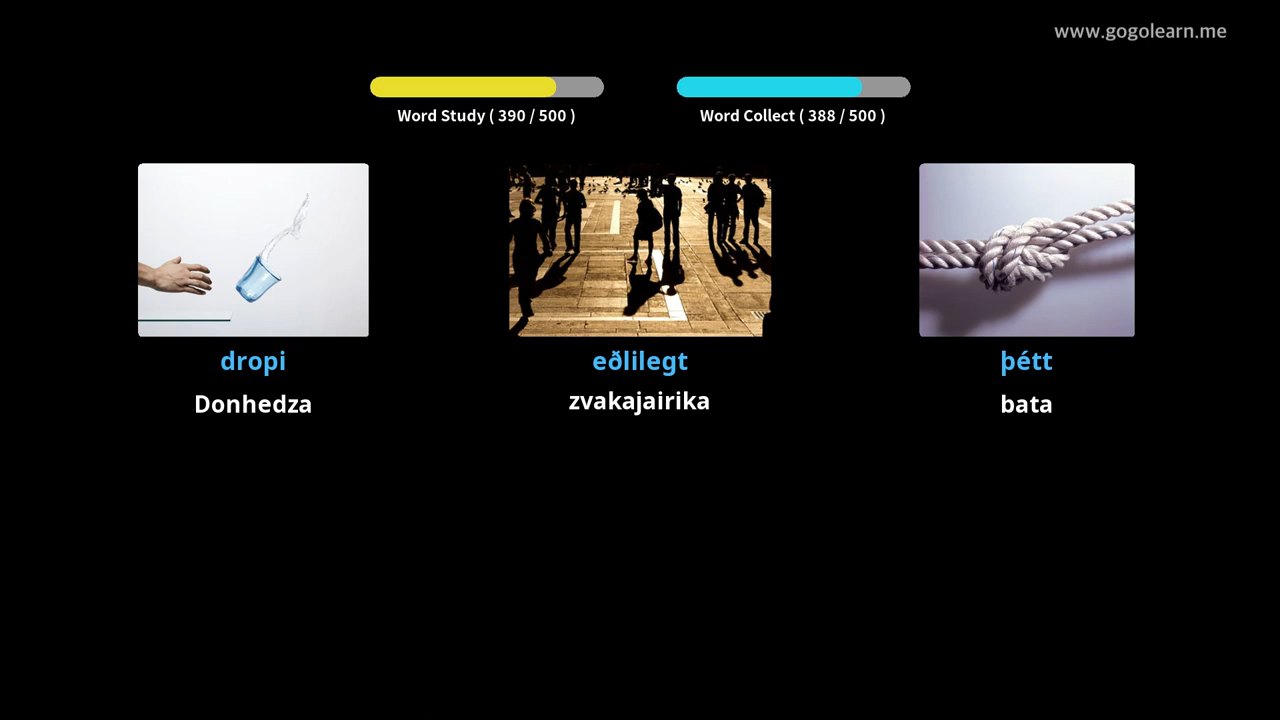 www.gogolearn.me
Word Study ( 390 / 500 )
Word Collect ( 388 / 500 )
dropi
eðlilegt
þétt
Donhedza
zvakajairika
bata